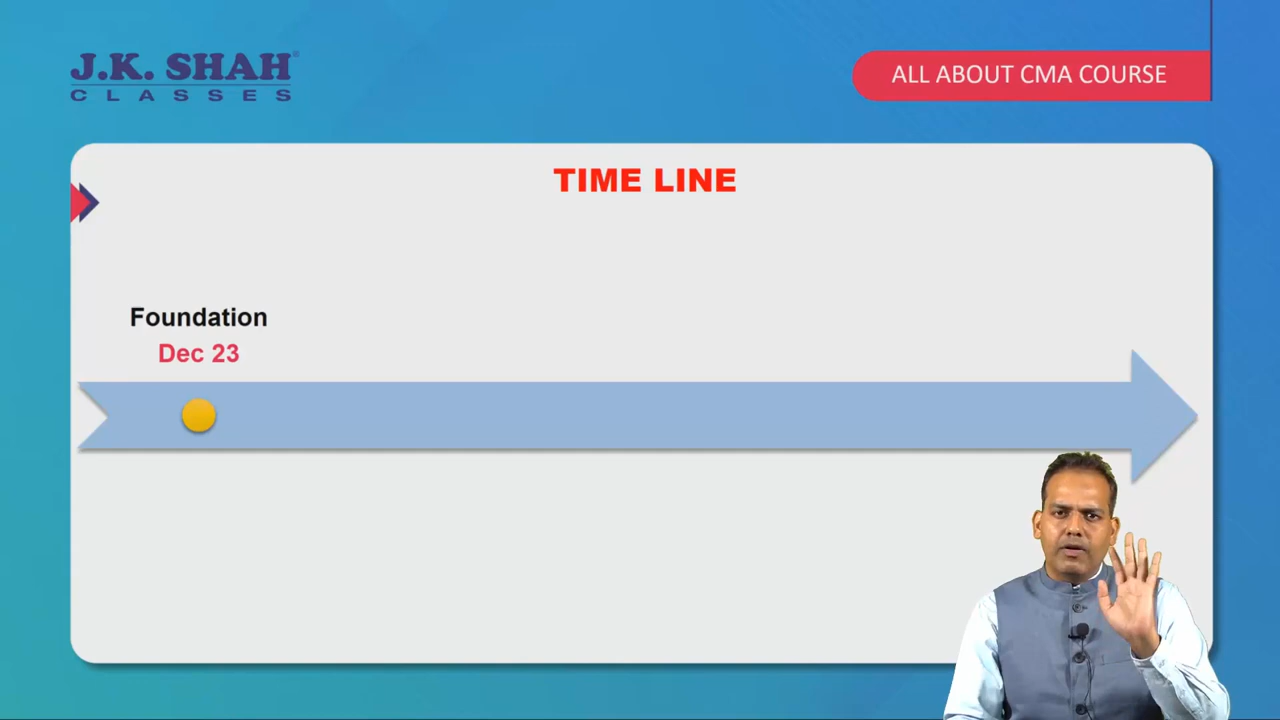 J.K. SHAH®
CLASSES
ALL ABOUT CMA COURSE
TIME LINE
Foundation
Dec 23